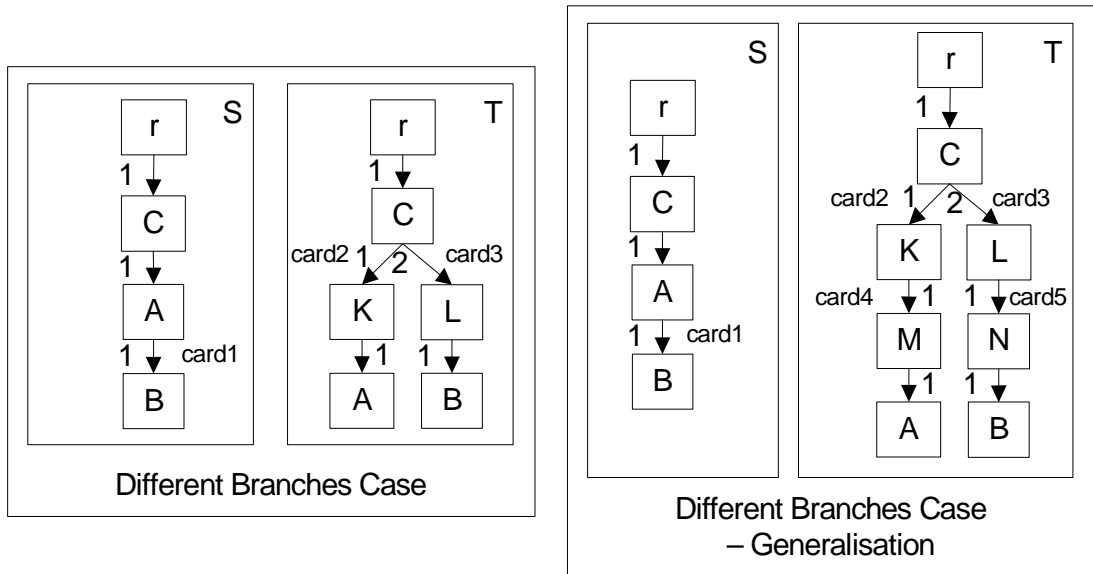 S
r
1
C
1
A
1 card1
B
T
r
1
C
card2 1 2 card3
K L
1 1
A B
Different Branches Case
S
r
1
C
1
A
1 card1
B
T
r
1
C
card2 1 2 card3
K L
card4 1 1 card5
M N
1 1
A B
Different Branches Case
– Generalisation